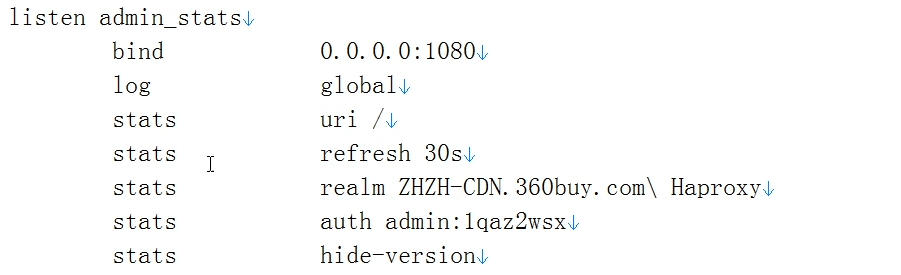 listen admin_stats↓
bind 0.0.0.0:1080↓
log global↓
stats uri /↓
stats refresh 30s↓
stats realm ZHZH-CDN.360buy.com\ Haproxy↓
stats auth admin:1qaz2wsx↓
stats hide-version↓